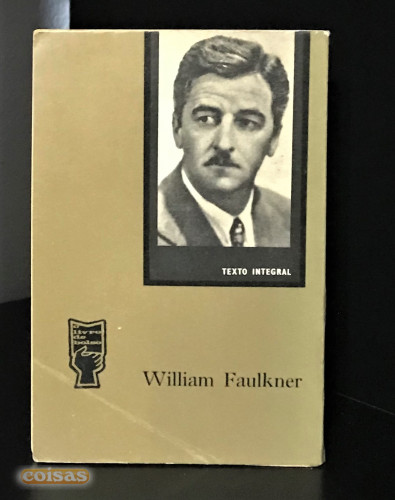 TEXTO INTEGRAL
o
livro
de
bolso
William Faulkner
coisas